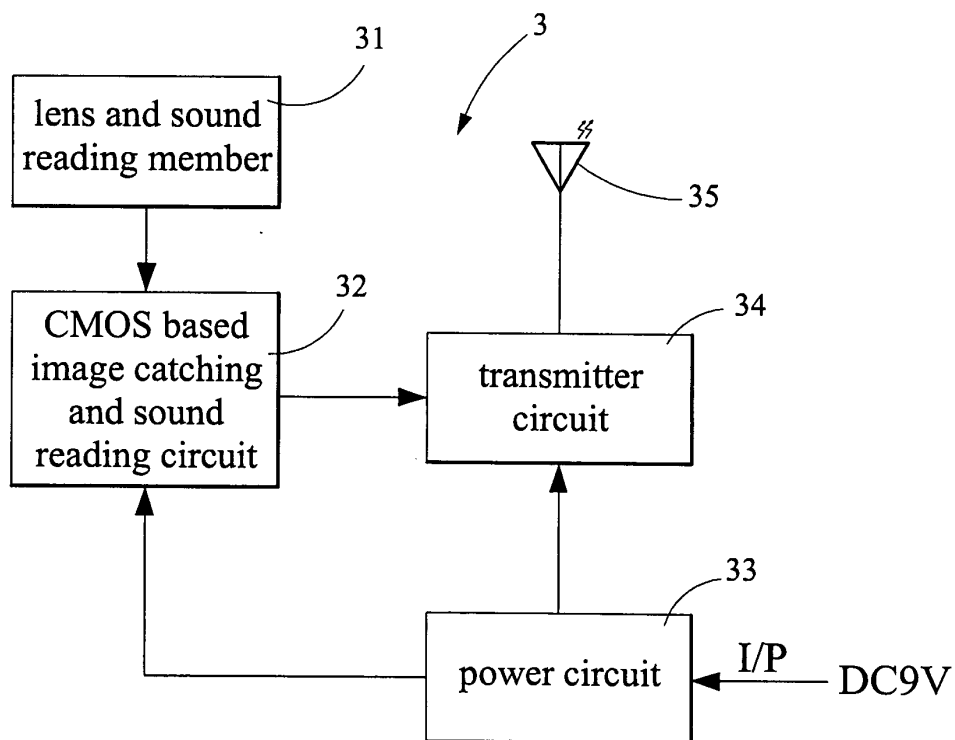 3
31
lens and sound
reading member
35
32
CMOS based
image catching
and sound
reading circuit
34
transmitter
circuit
33
power circuit
I/P
DC9V